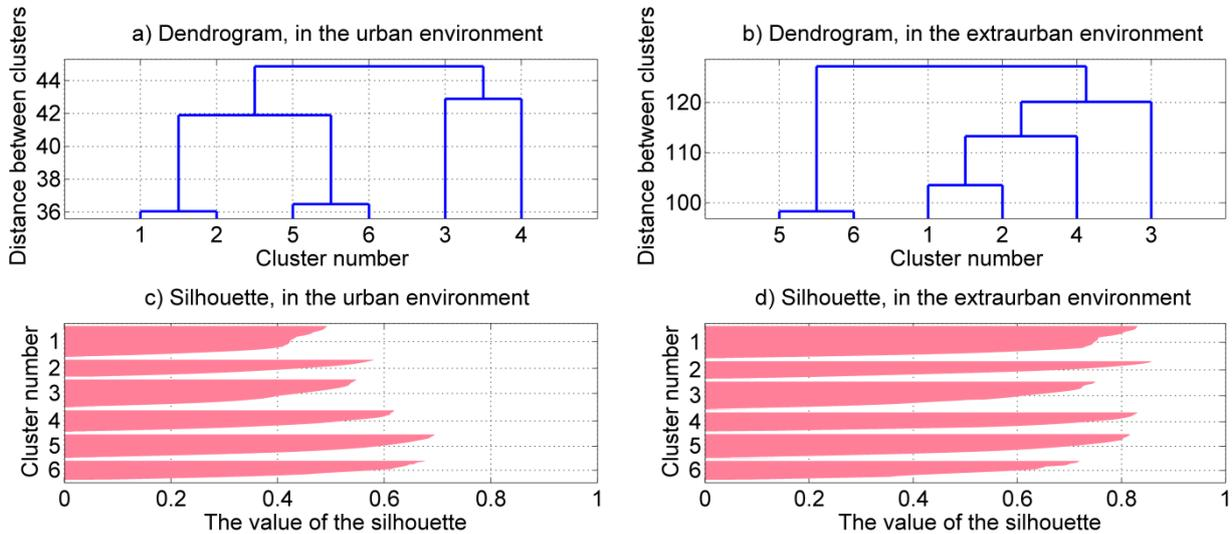 a) Dendrogram, in the urban environment
Distance between clusters
44
42
40
38
36
1 2 5 6 3 4
Cluster number
b) Dendrogram, in the extraurban environment
Distance between clusters
120
110
100
5 6 1 2 4 3
Cluster number
c) Silhouette, in the urban environment
Cluster number
1
2
3
4
5
6
0 0.2 0.4 0.6 0.8 1
The value of the silhouette
d) Silhouette, in the extraurban environment
Cluster number
1
2
3
4
5
6
0 0.2 0.4 0.6 0.8 1
The value of the silhouette